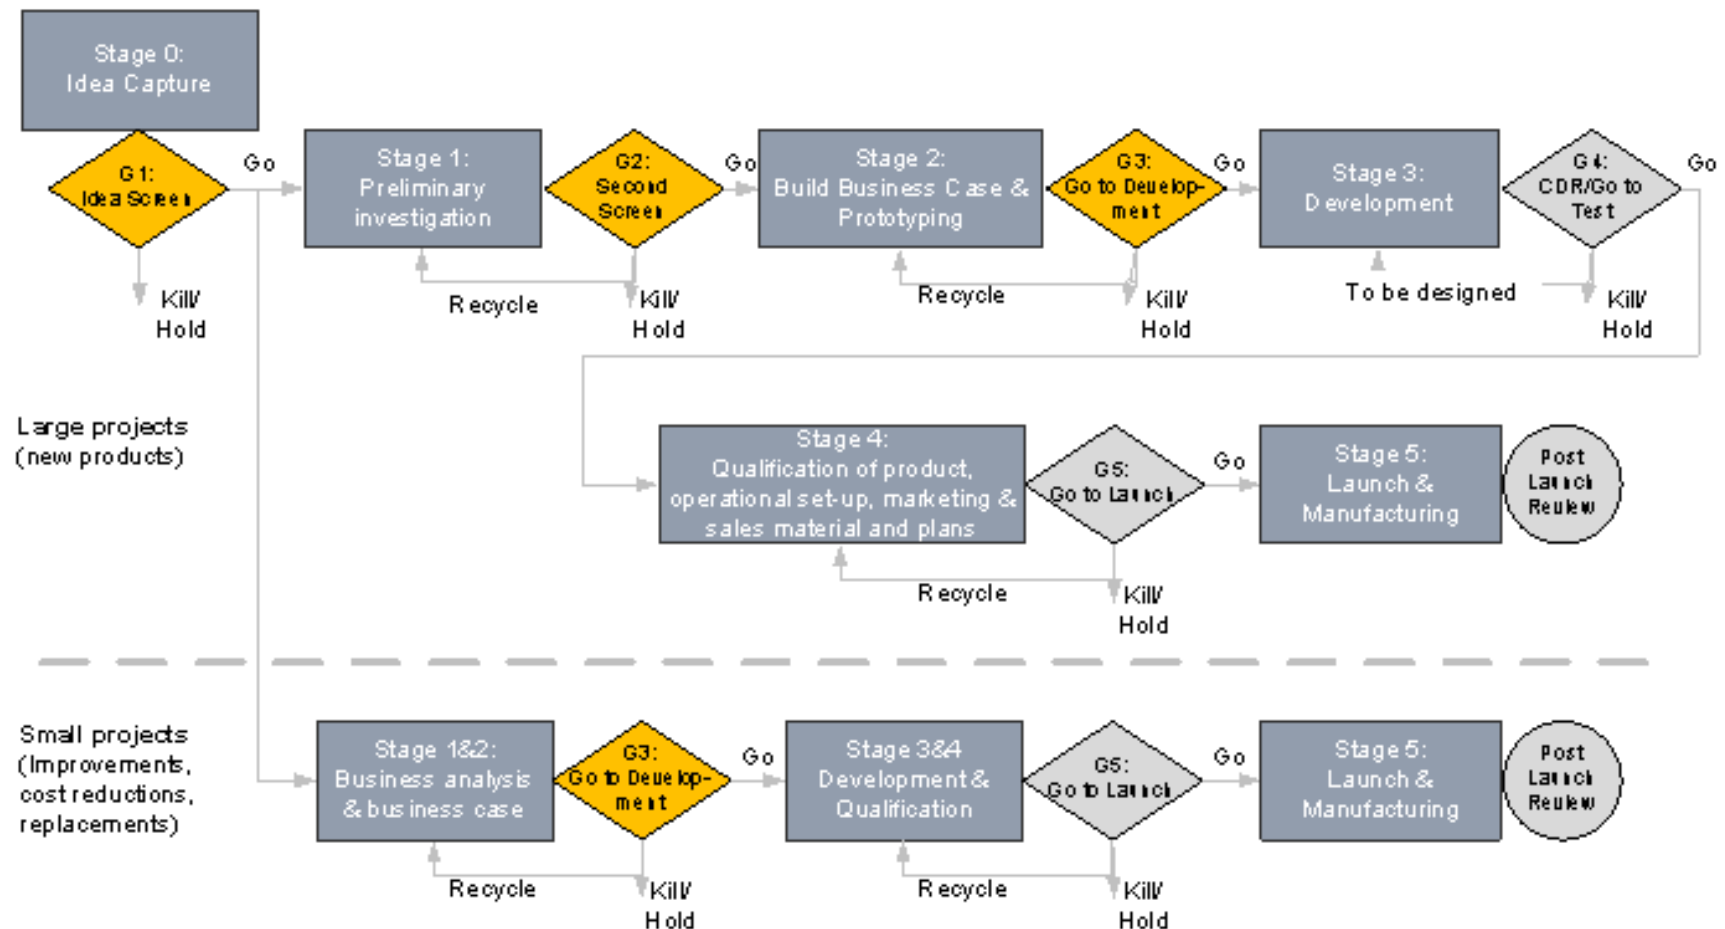 Stage 0:
Idea Capture
G1:
Idea Screen
Go
Kill/
Hold
Stage 1:
Preliminary
investigation
G2:
Second
Screen
Go
Recycle
Kill/
Hold
Stage 2:
Build Business Case &
Prototyping
G3:
Go to Develop-
ment
Go
Recycle
Kill/
Hold
Stage 3:
Development
G4:
CDR/Go to
Test
Go
To be designed
Kill/
Hold
Large projects
(new products)
Stage 4:
Qualification of product,
operational set-up, marketing &
sales material and plans
G5:
Go to Launch
Go
Recycle
Kill/
Hold
Stage 5:
Launch &
Manufacturing
Post
Launch
Review
Small projects
(Improvements,
cost reductions,
replacements)
Stage 1&2:
Business analysis
& business case
G3:
Go to Develop-
ment
Go
Recycle
Kill/
Hold
Stage 3&4
Development &
Qualification
G5:
Go to Launch
Go
Recycle
Kill/
Hold
Stage 5:
Launch &
Manufacturing
Post
Launch
Review